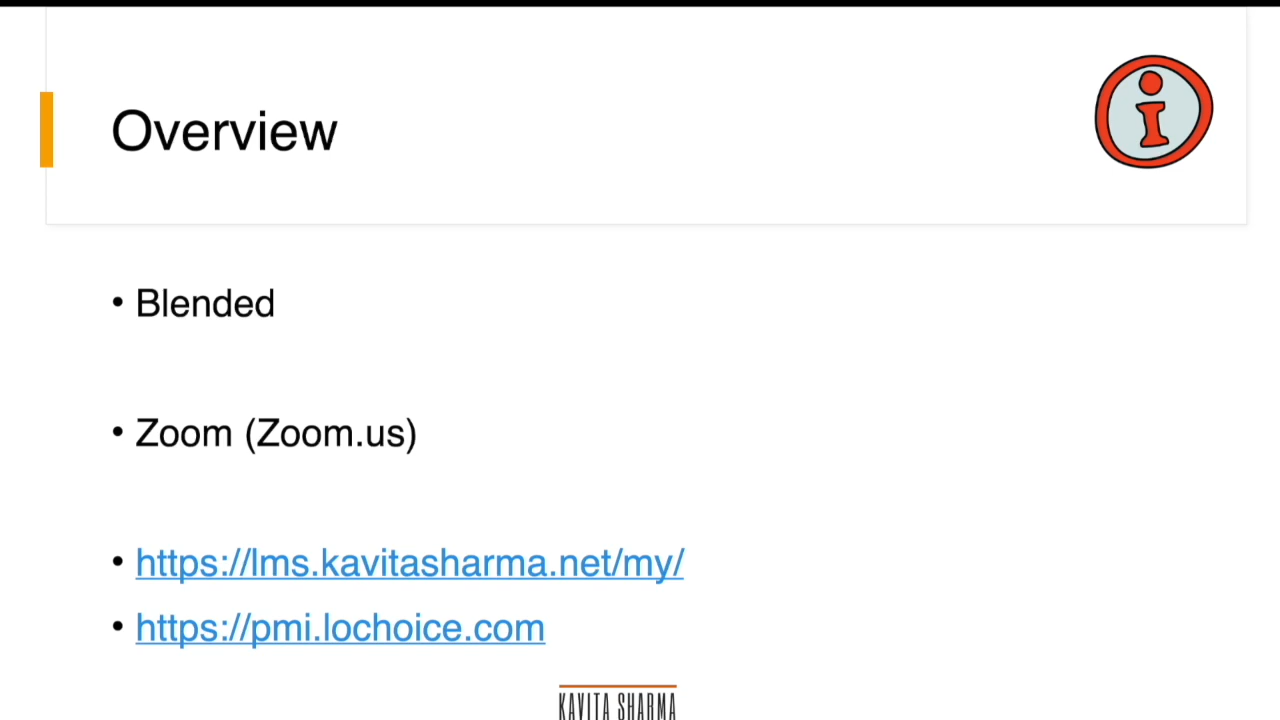 Overview
• Blended
• Zoom (Zoom.us)
• https://lms.kavitasharma.net/my/
• https://pmi.lochoice.com
KAVITA SHARMA